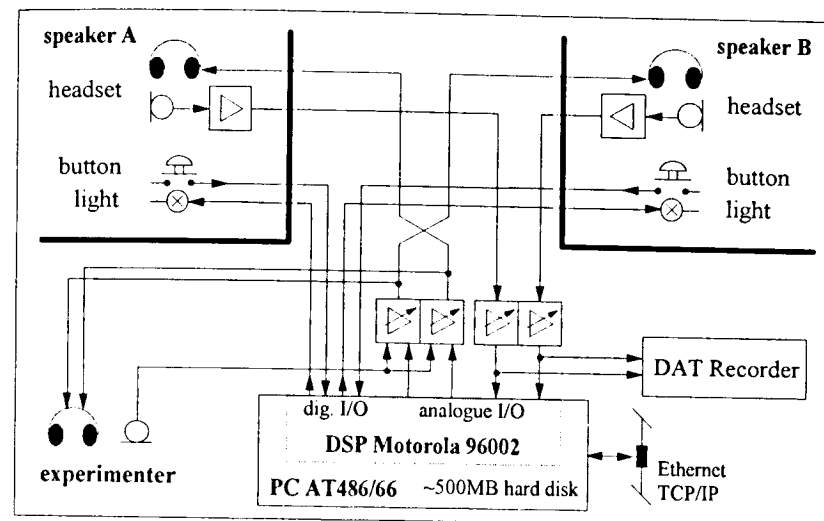 speaker A
headset
button
light
speaker B
headset
button
light
experimenter
dig. I/O
analogue I/O
DSP Motorola 96002
PC AT486/66 ~500MB hard disk
DAT Recorder
Ethernet
TCP/IP